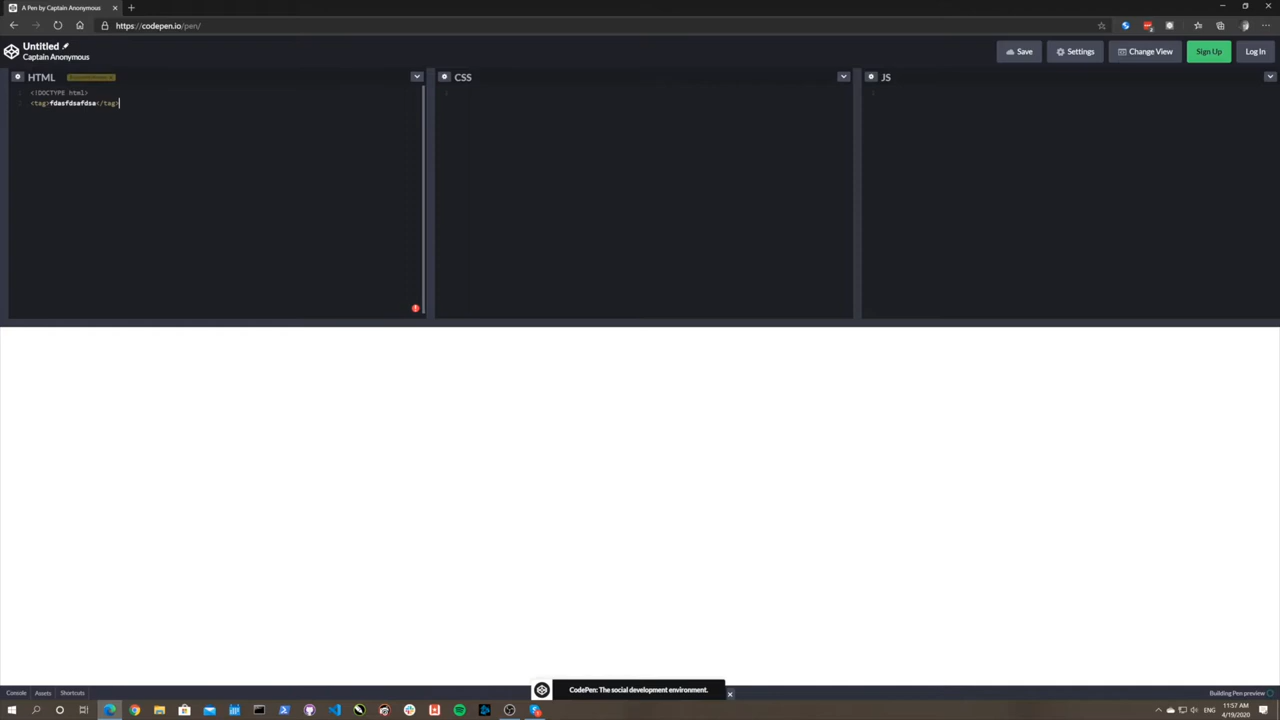 A Pen by Captain Anonymous
https://codepen.io/pen/
Untitled
Captain Anonymous
Save
Settings
Change View
Sign Up
Log In
HTML
CSS
JS
<!DOCTYPE html>
<tag>fdasfdsafdsa</tag>
CodePen: The social development environment.
Console
Assets
Shortcuts
Building Pen preview
ENG
11:57 AM
4/19/2020